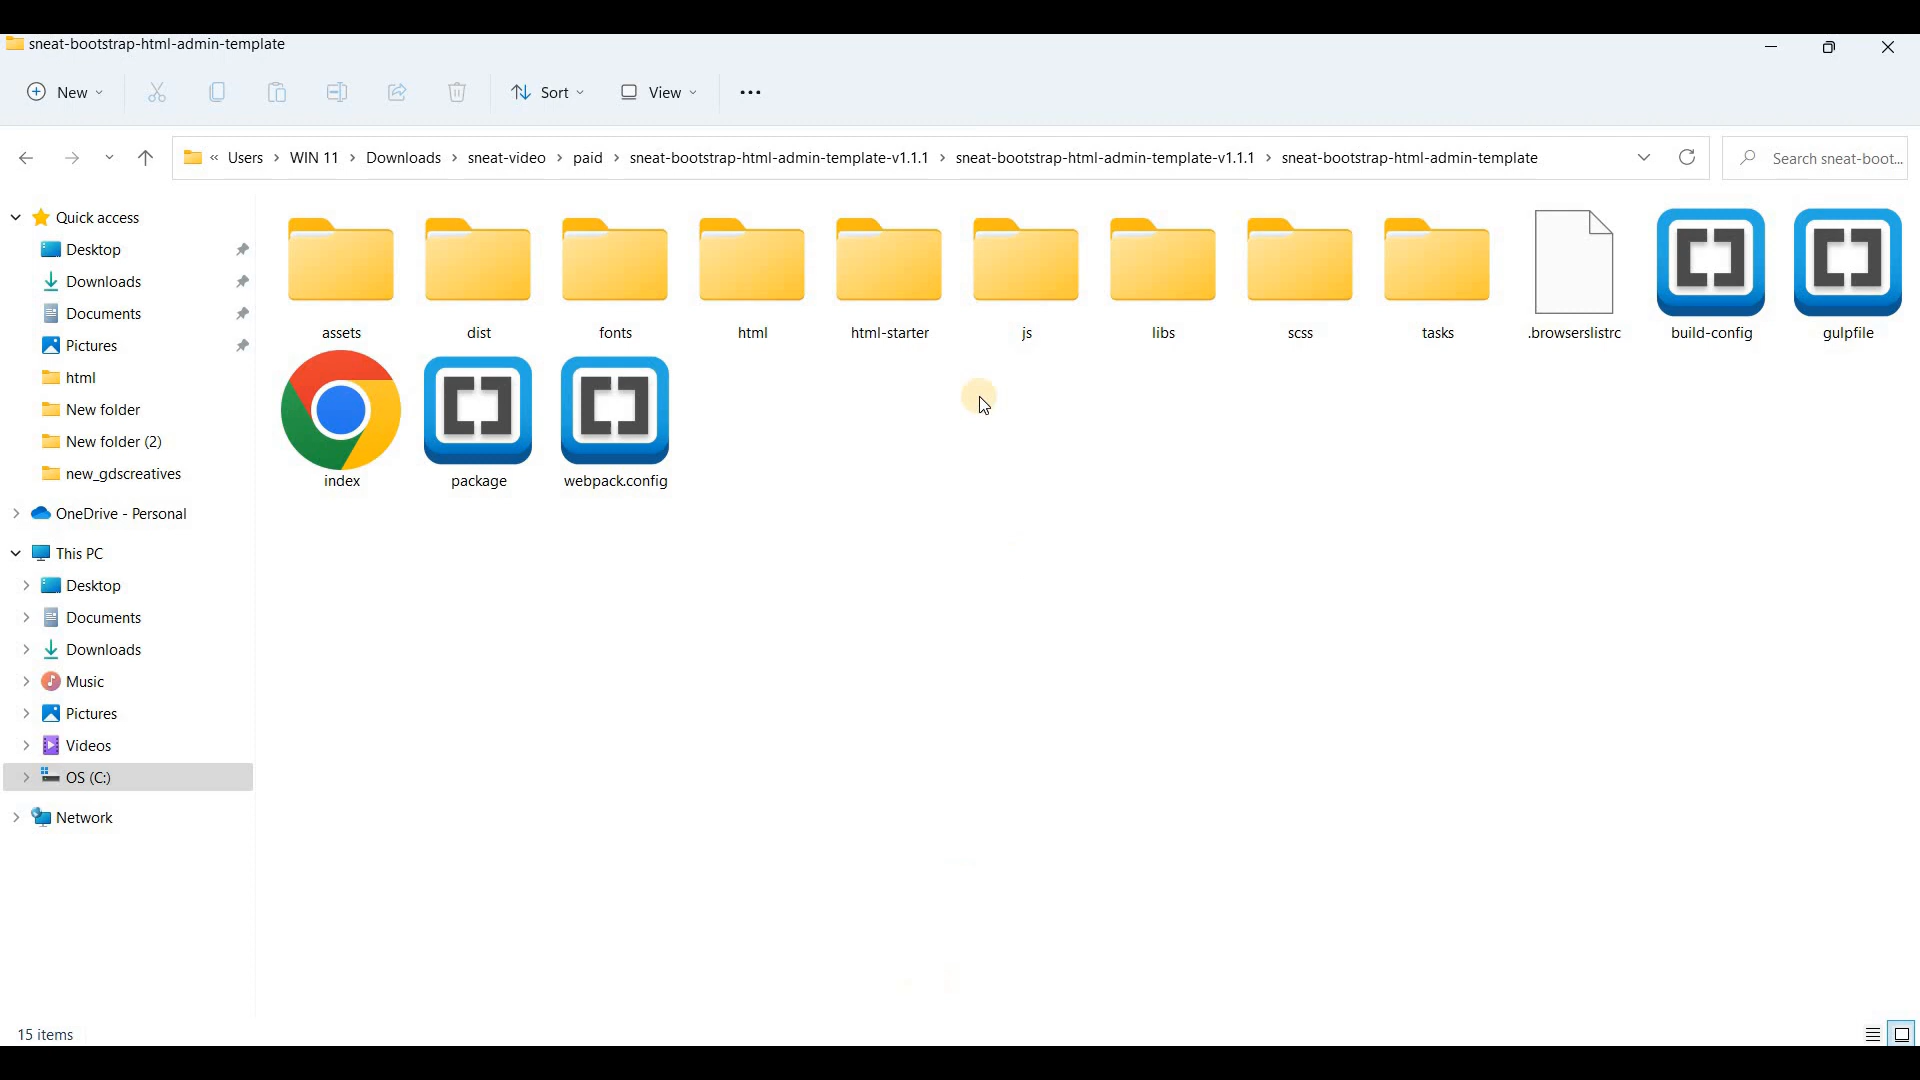 sneat-bootstrap-html-admin-template
New Sort View
« Users > WIN 11 > Downloads > sneat-video > paid > sneat-bootstrap-html-admin-template-v1.1.1 > sneat-bootstrap-html-admin-template-v1.1.1 > sneat-bootstrap-html-admin-template Search sneat-boot...
Quick access
Desktop
Downloads
Documents
Pictures
html
New folder
New folder (2)
new_gdscreatives
OneDrive - Personal
This PC
Desktop
Documents
Downloads
Music
Pictures
Videos
OS (C:)
Network
assets dist fonts html html-starter js libs scss tasks .browserslistrc build-config gulpfile
index package webpack.config
15 items